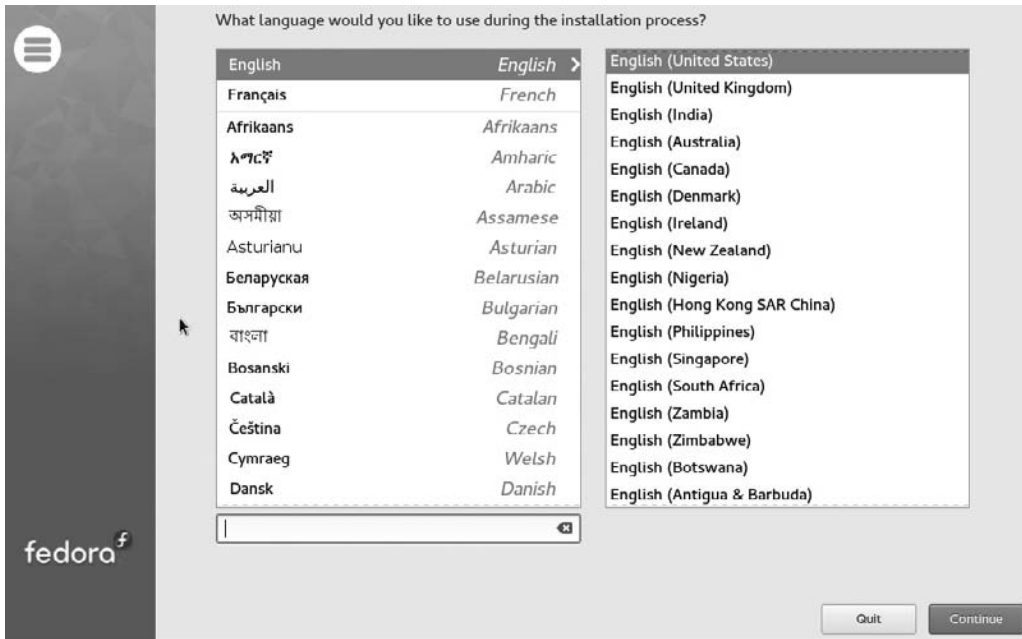 What language would you like to use during the installation process?
English English
Français French
Afrikaans Afrikaans
አማርኛ Amharic
العربية Arabic
অসমীয়া Assamese
Asturianu Asturian
Беларуская Belarusian
Български Bulgarian
বাংলা Bengali
Bosanski Bosnian
Català Catalan
Čeština Czech
Cymraeg Welsh
Dansk Danish
English (United States)
English (United Kingdom)
English (India)
English (Australia)
English (Canada)
English (Denmark)
English (Ireland)
English (New Zealand)
English (Nigeria)
English (Hong Kong SAR China)
English (Philippines)
English (Singapore)
English (South Africa)
English (Zambia)
English (Zimbabwe)
English (Botswana)
English (Antigua & Barbuda)
fedora
Quit Continue